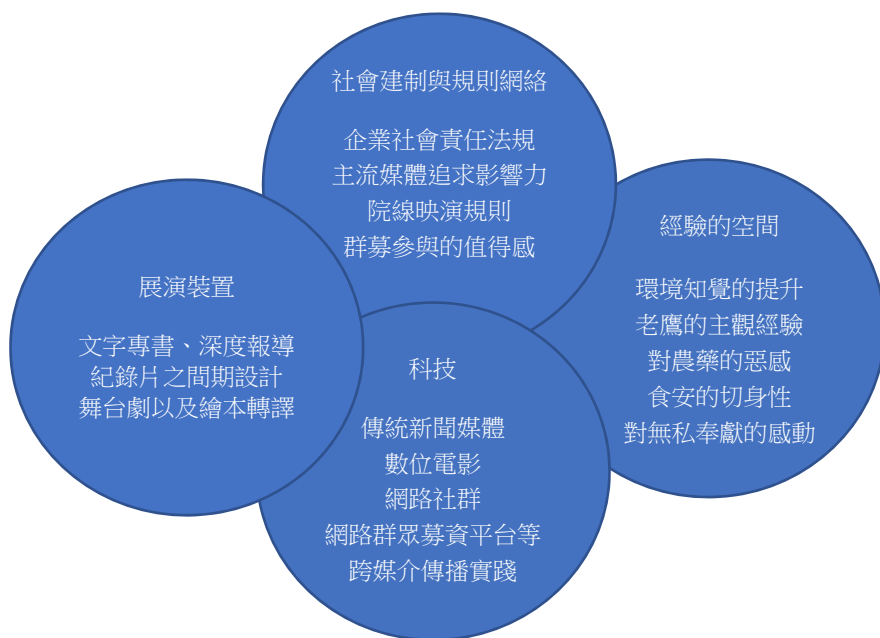 社會建制與規則網絡
企業社會責任法規
主流媒體追求影響力
院線映演規則
群募參與的值得感
經驗的空間
環境知覺的提升
老鷹的主觀經驗
對農藥的惡感
食安的切身性
對無私奉獻的感動
展演裝置
文字專書、深度報導
紀錄片之間期設計
舞台劇以及繪本轉譯
科技
傳統新聞媒體
數位電影
網路社群
網路群眾募資平台等
跨媒介傳播實踐